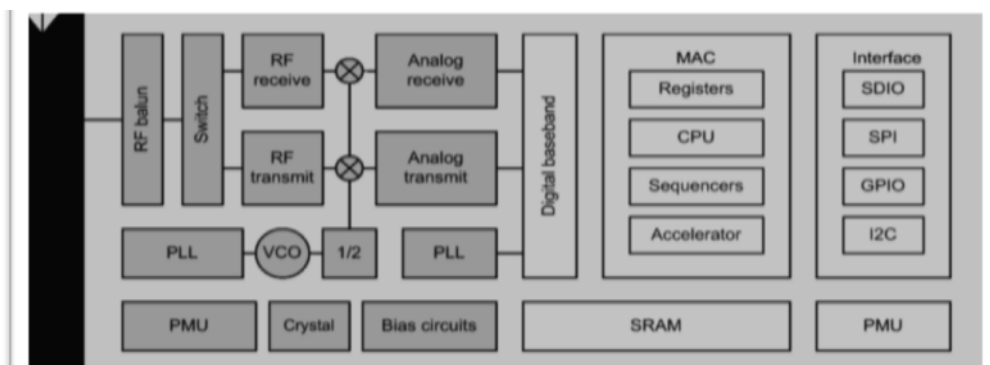 RF balun
Switch
RF
receive
Analog
receive
RF
transmit
Analog
transmit
PLL
VCO
1/2
PLL
Digital baseband
MAC
Registers
CPU
Sequencers
Accelerator
Interface
SDIO
SPI
GPIO
I2C
PMU
Crystal
Bias circuits
SRAM
PMU